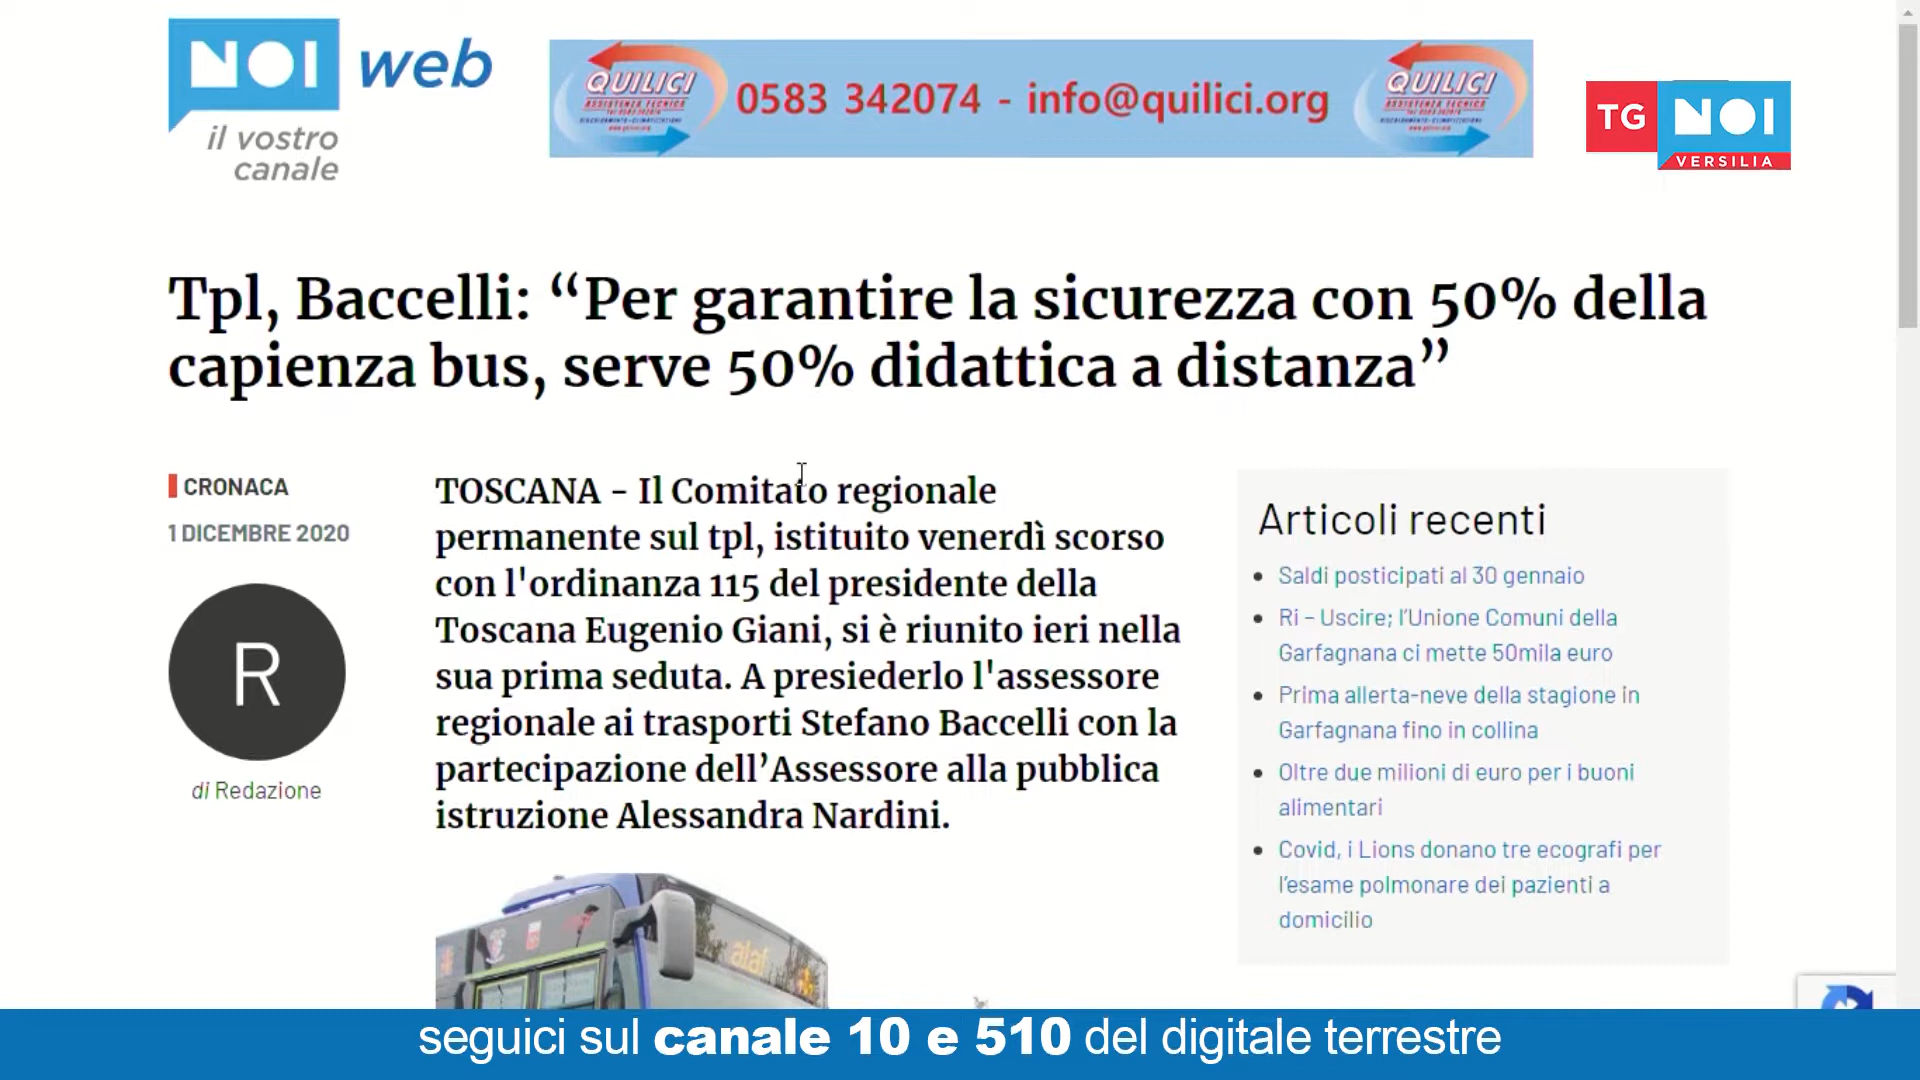 NOI web
il vostro
canale
QUILICI
ASSISTENZA TECNICA
0583 342074 - info@quilici.org
QUILICI
ASSISTENZA TECNICA
TG NOI
VERSILIA
Tpl, Baccelli: “Per garantire la sicurezza con 50% della
capienza bus, serve 50% didattica a distanza”
CRONACA
1 DICEMBRE 2020
R
di Redazione
TOSCANA - Il Comitato regionale
permanente sul tpl, istituito venerdì scorso
con l'ordinanza 115 del presidente della
Toscana Eugenio Giani, si è riunito ieri nella
sua prima seduta. A presiederlo l'assessore
regionale ai trasporti Stefano Baccelli con la
partecipazione dell’Assessore alla pubblica
istruzione Alessandra Nardini.
Articoli recenti
Saldi posticipati al 30 gennaio
Ri – Uscire; l’Unione Comuni della
Garfagnana ci mette 50mila euro
Prima allerta-neve della stagione in
Garfagnana fino in collina
Oltre due milioni di euro per i buoni
alimentari
Covid, i Lions donano tre ecografi per
l’esame polmonare dei pazienti a
domicilio
seguici sul canale 10 e 510 del digitale terrestre